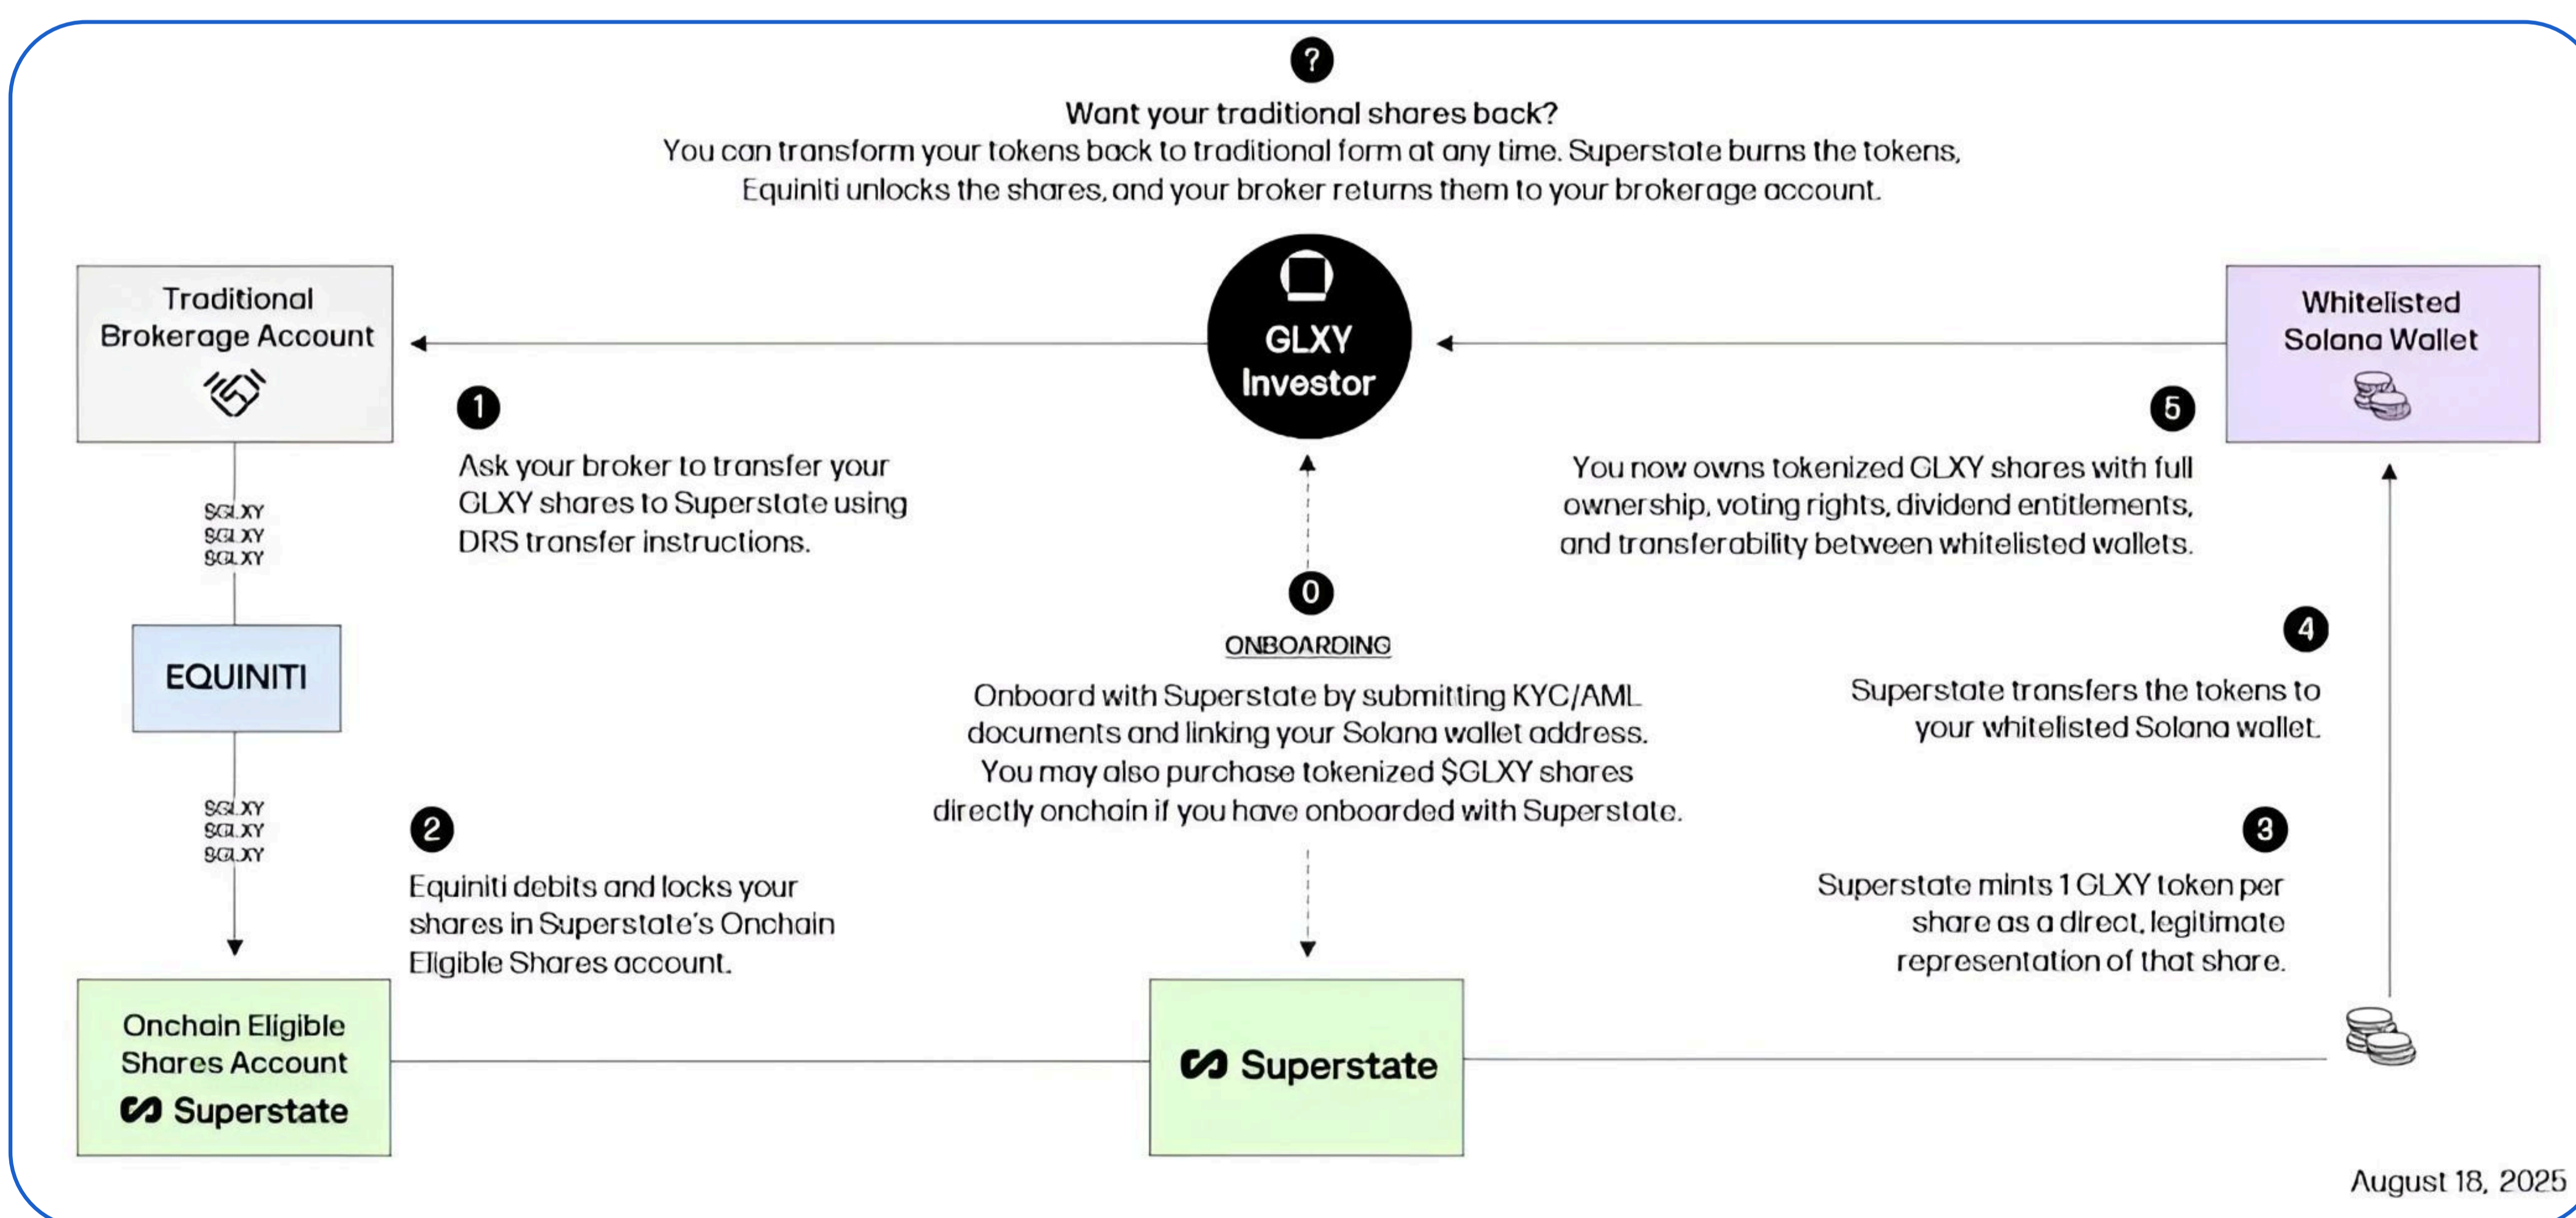 ?
Want your traditional shares back?
You can transform your tokens back to traditional form at any time. Superstate burns the tokens,
Equiniti unlocks the shares, and your broker returns them to your brokerage account.
Traditional
Brokerage Account
GLXY
Investor
Whitelisted
Solana Wallet
1
Ask your broker to transfer your
GLXY shares to Superstate using
DRS transfer instructions.
5
You now owns tokenized GLXY shares with full
ownership, voting rights, dividend entitlements,
and transferability between whitelisted wallets.
$GLXY
$GLXY
$GLXY
EQUINITI
$GLXY
$GLXY
$GLXY
0
ONBOARDING
Onboard with Superstate by submitting KYC/AML
documents and linking your Solana wallet address.
You may also purchase tokenized $GLXY shares
directly onchain if you have onboarded with Superstate.
4
Superstate transfers the tokens to
your whitelisted Solana wallet.
2
Equiniti debits and locks your
shares in Superstate's Onchain
Eligible Shares account.
3
Superstate mints 1 GLXY token per
share as a direct, legitimate
representation of that share.
Onchain Eligible
Shares Account
Superstate
Superstate
August 18, 2025